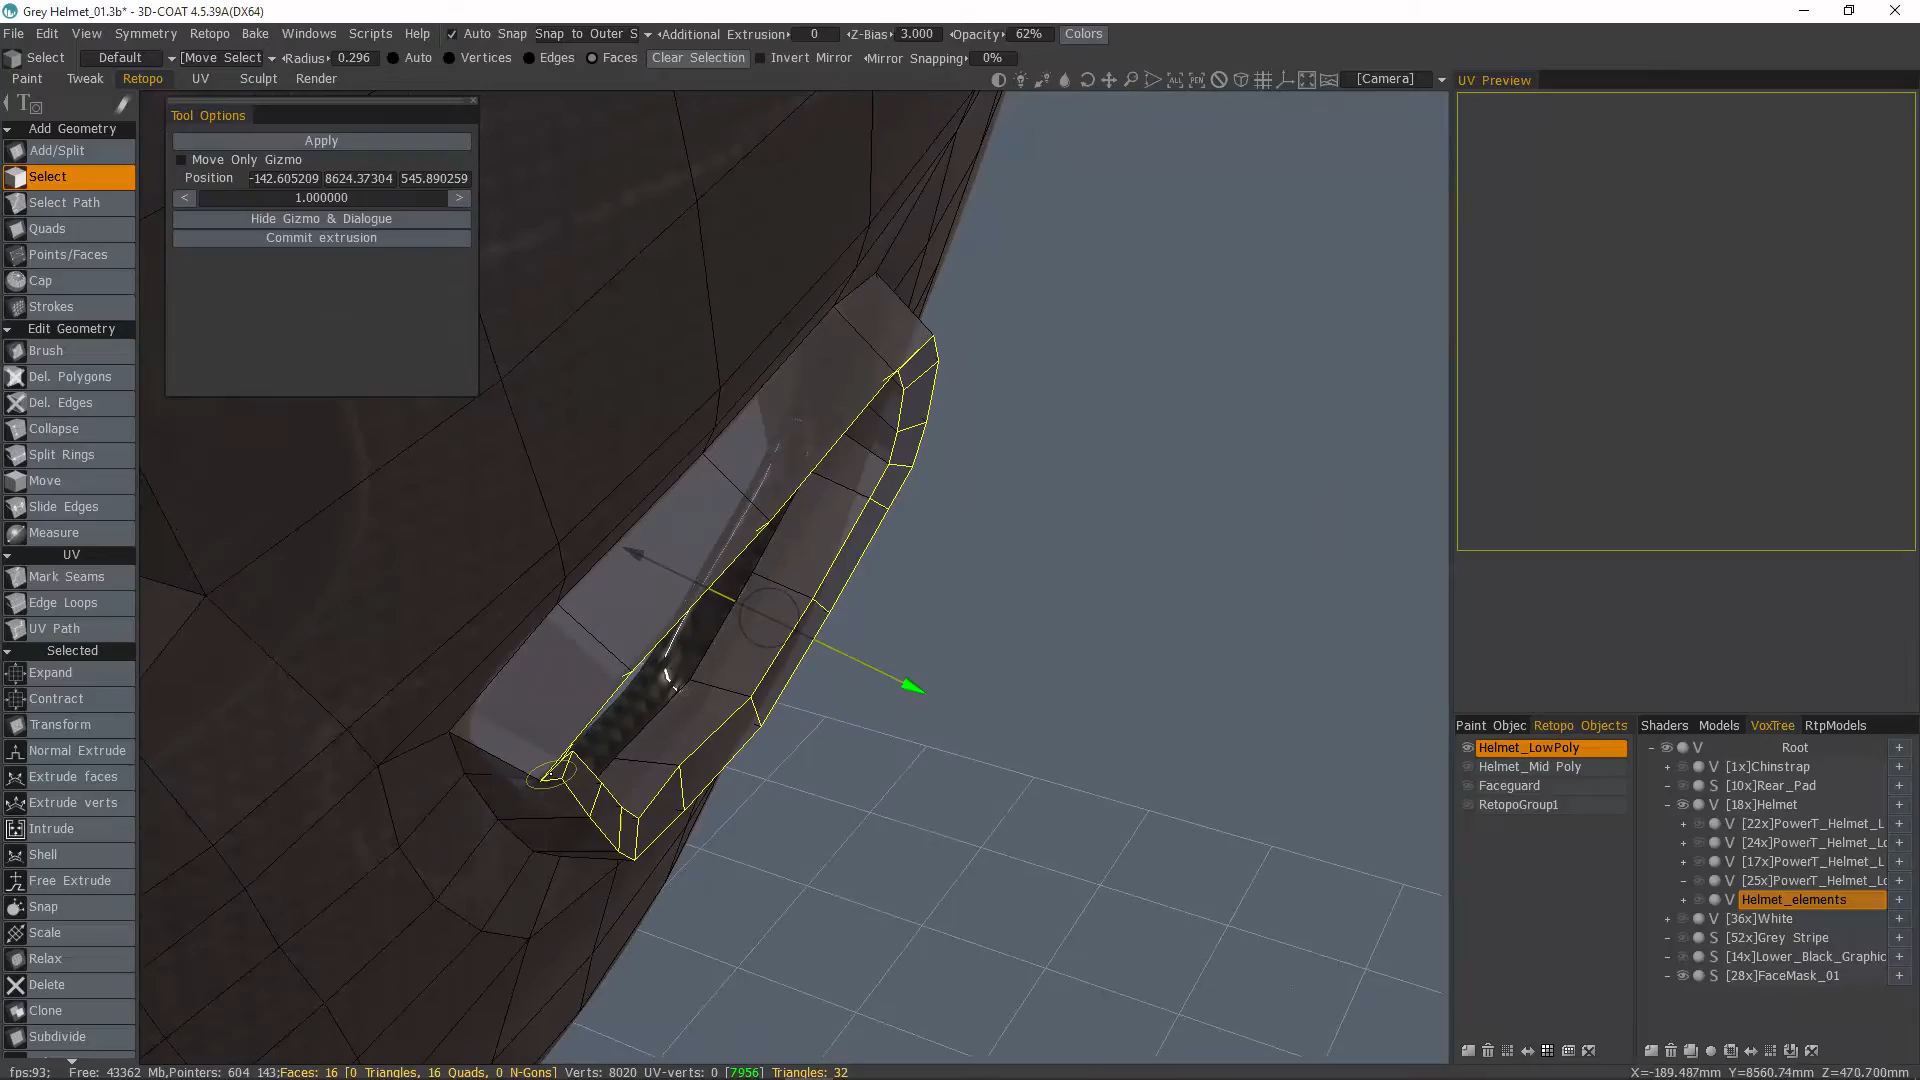 Grey Helmet_01.3b* - 3D-COAT 4.5.39A(DX64)
File Edit View Symmetry Retopo Bake Windows Scripts Help Auto Snap Snap to Outer S Additional Extrusion 0 Z-Bias 3.000 Opacity 62% Colors
Select Default [Move Select Radius 0.296 Auto Vertices Edges Faces Clear Selection Invert Mirror Mirror Snapping 0%
Paint Tweak Retopo UV Sculpt Render [Camera] UV Preview
Tool Options
Apply
Move Only Gizmo
Position -142.605209 8624.37304 545.890259
< 1.000000 >
Hide Gizmo & Dialogue
Commit extrusion
Add Geometry
Add/Split
Select
Select Path
Quads
Points/Faces
Cap
Strokes
Edit Geometry
Brush
Del. Polygons
Del. Edges
Collapse
Split Rings
Move
Slide Edges
Measure
UV
Mark Seams
Edge Loops
UV Path
Selected
Expand
Contract
Transform
Normal Extrude
Extrude faces
Extrude verts
Intrude
Shell
Free Extrude
Snap
Scale
Relax
Delete
Clone
Subdivide
Paint Objec Retopo Objects
Helmet_LowPoly
Helmet_Mid Poly
Faceguard
RetopoGroup1
Shaders Models VoxTree RtpModels
V Root +
V [1x]Chinstrap +
S [10x]Rear_Pad +
V [18x]Helmet +
V [22x]PowerT_Helmet_L +
V [24x]PowerT_Helmet_Lo +
V [17x]PowerT_Helmet_L +
V [25x]PowerT_Helmet_Lo +
V Helmet_elements +
V [36x]White +
S [52x]Grey Stripe +
S [14x]Lower_Black_Graphic +
S [28x]FaceMask_01 +
fps:93; Free: 43362 Mb,Pointers: 604 143;Faces: 16 [0 Triangles, 16 Quads, 0 N-Gons] Verts: 8020 UV-verts: 0 [7956] Triangles: 32 X=-189.487mm Y=8560.74mm Z=470.700mm